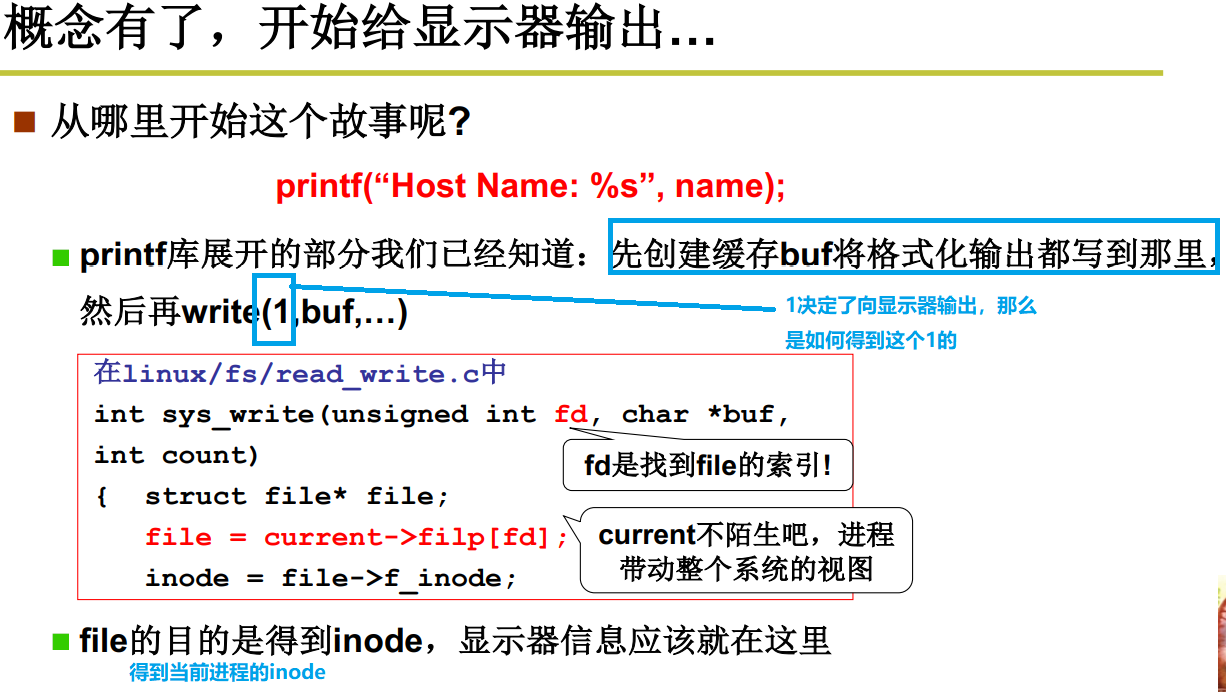 概念有了，开始给显示器输出…
从哪里开始这个故事呢?
printf(“Host Name: %s”, name);
printf库展开的部分我们已经知道：先创建缓存buf将格式化输出都写到那里，
然后再write(1,buf,…)
1决定了向显示器输出，那么
是如何得到这个1的
在linux/fs/read_write.c中
int sys_write(unsigned int fd, char *buf,
int count)
fd是找到file的索引!
{ struct file* file;
file = current->filp[fd];
current不陌生吧，进程
带动整个系统的视图
inode = file->f_inode;
file的目的是得到inode，显示器信息应该就在这里
得到当前进程的inode